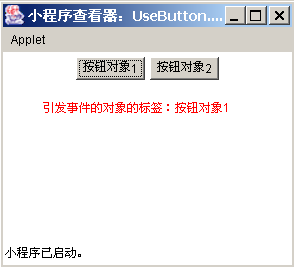 小程序查看器：UseButton....
Applet
按钮对象1 按钮对象2
引发事件的对象的标签：按钮对象1
小程序已启动。